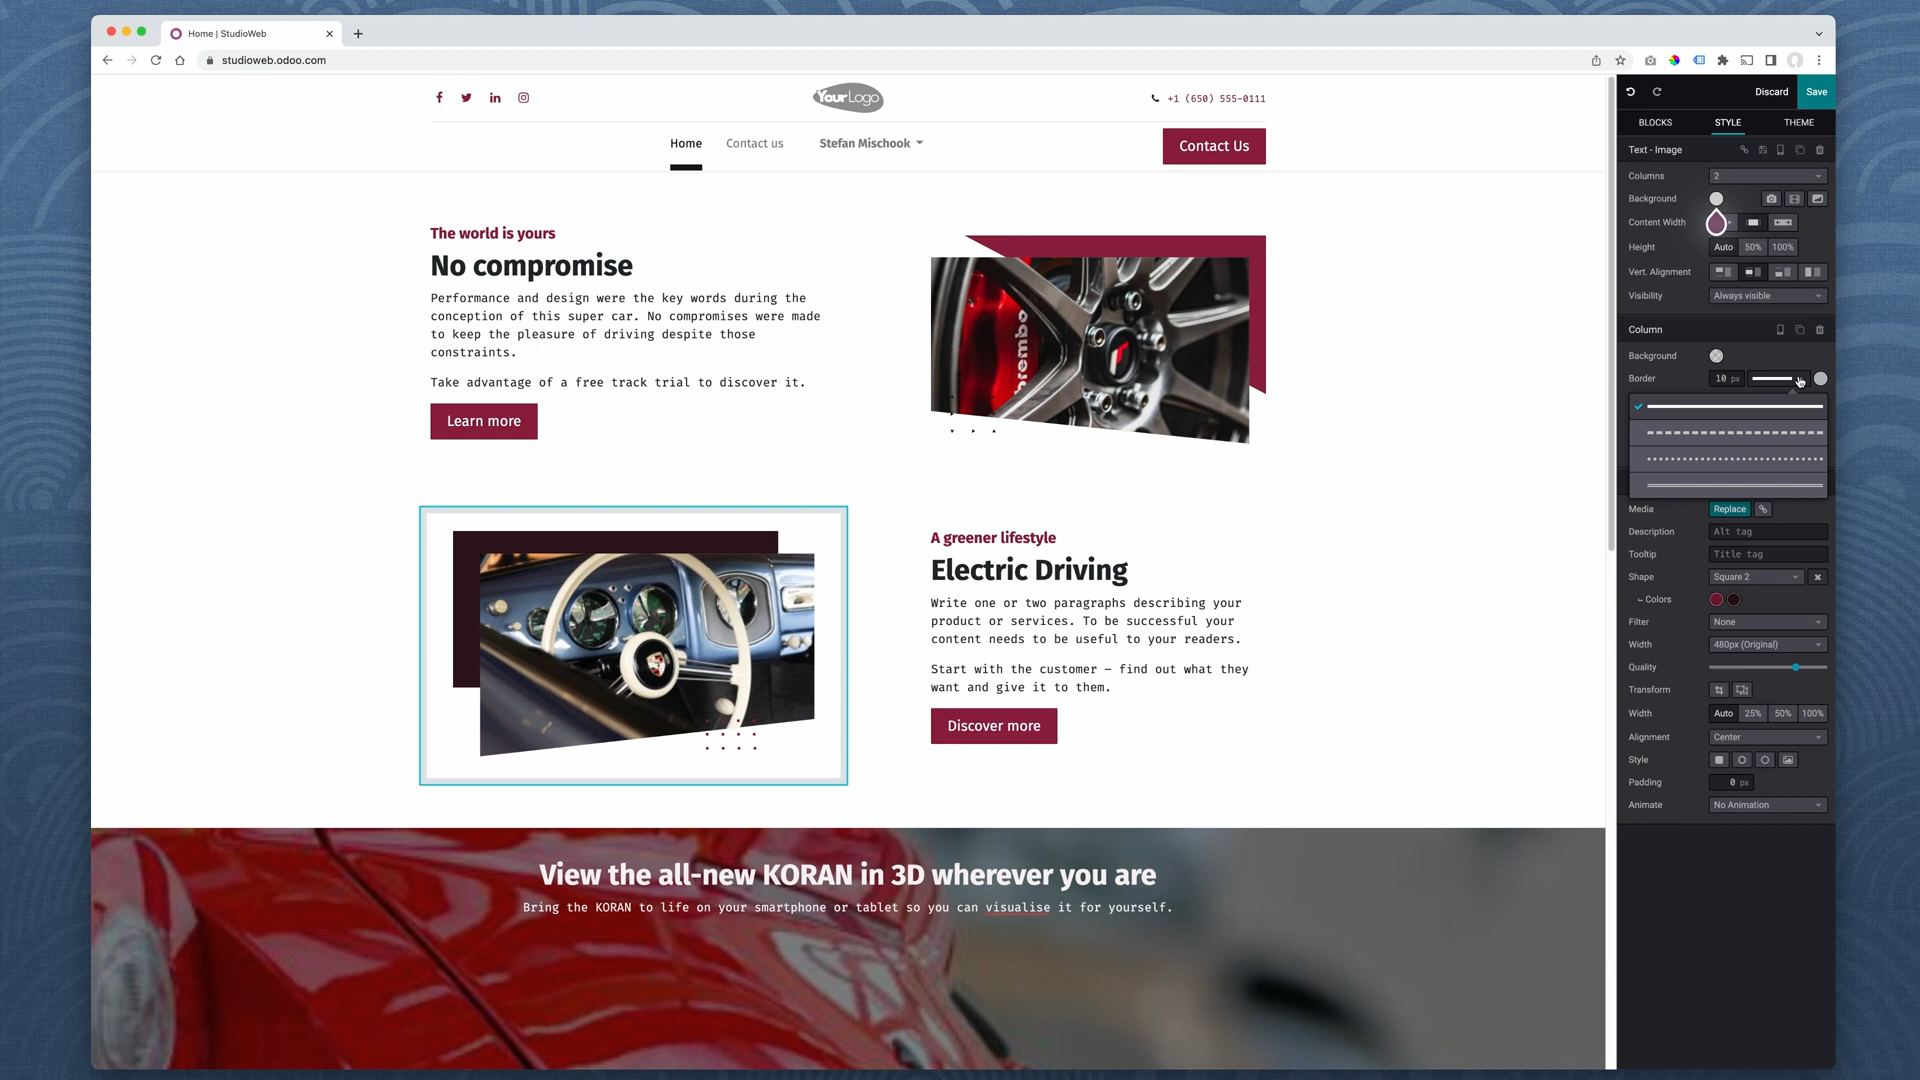 Home | StudioWeb
studioweb.odoo.com
YourLogo
+1 (650) 555-0111
Home
Contact us
Stefan Mischook
Contact Us
The world is yours
No compromise
Performance and design were the key words during the
conception of this super car. No compromises were made
to keep the pleasure of driving despite those
constraints.
Take advantage of a free track trial to discover it.
Learn more
brembo
A greener lifestyle
Electric Driving
Write one or two paragraphs describing your
product or services. To be successful your
content needs to be useful to your readers.
Start with the customer – find out what they
want and give it to them.
Discover more
View the all-new KORAN in 3D wherever you are
Bring the KORAN to life on your smartphone or tablet so you can visualise it for yourself.
Discard
Save
BLOCKS
STYLE
THEME
Text - Image
Columns
2
Background
Content Width
Height
Auto
50%
100%
Vert. Alignment
Visibility
Always visible
Column
Background
Border
10 px
Media
Replace
Description
Alt tag
Tooltip
Title tag
Shape
Square 2
Colors
Filter
None
Width
480px (Original)
Quality
Transform
Width
Auto
25%
50%
100%
Alignment
Center
Style
Padding
0 px
Animate
No Animation